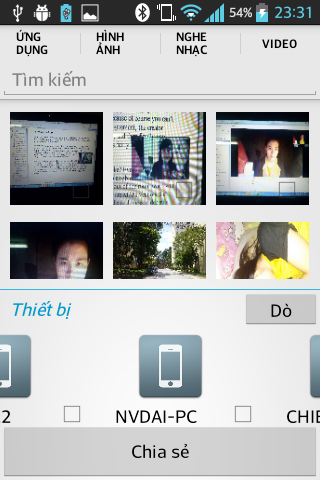 54% 23:31
ỨNG DỤNG
HÌNH ẢNH
NGHE NHẠC
VIDEO
Tìm kiếm
Thiết bị
Dò
2
NVDAI-PC
CHIE
Chia sẻ